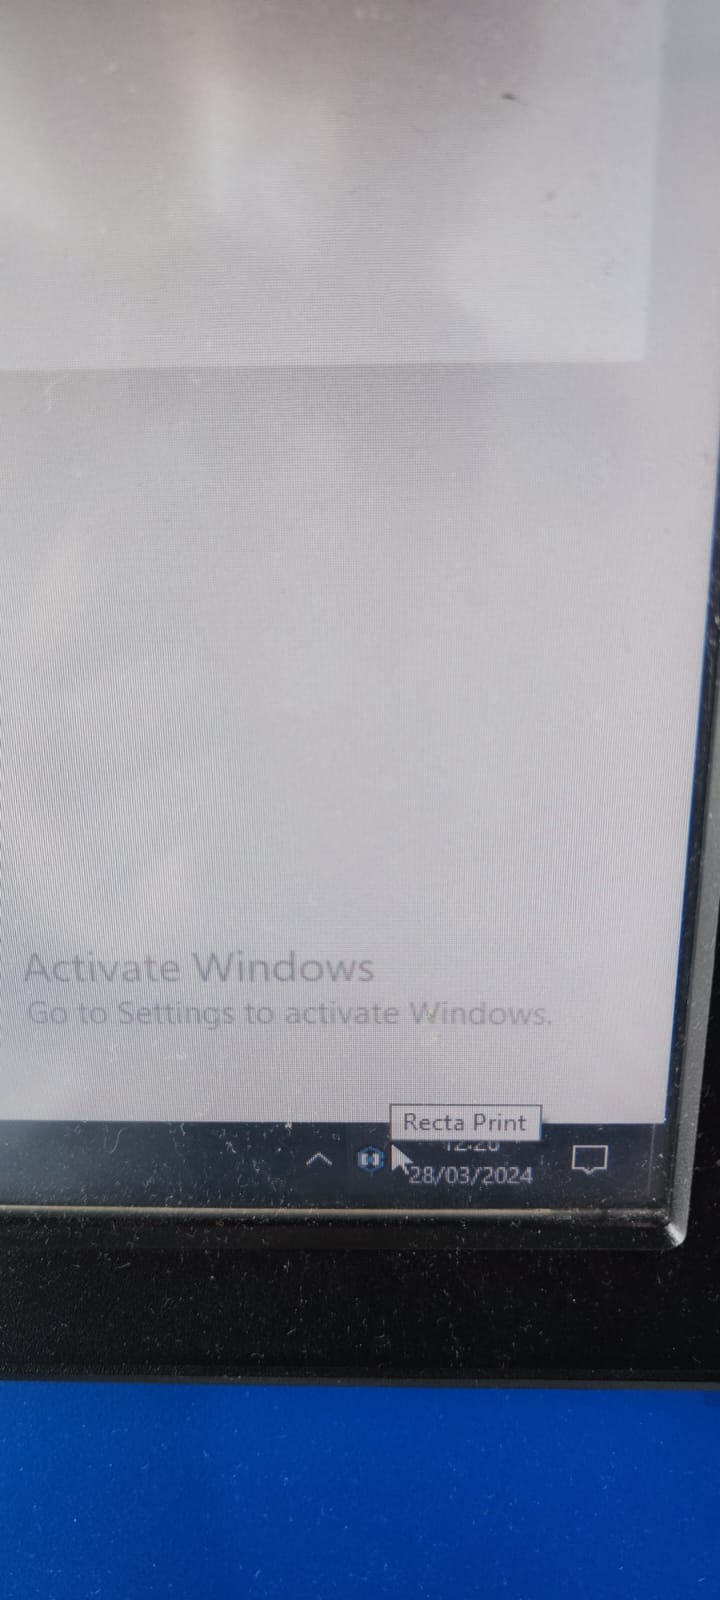 Activate Windows
Go to Settings to activate Windows.
Recta Print
28/03/2024